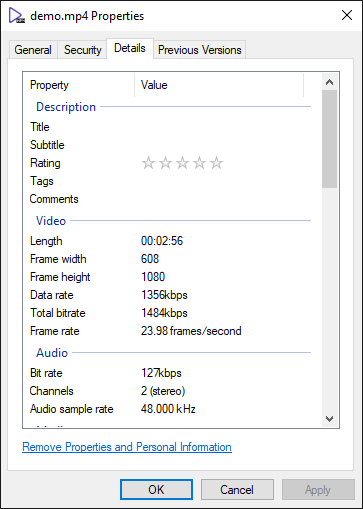 demo.mp4 Properties
General Security Details Previous Versions
Property Value
Description
Title
Subtitle
Rating
Tags
Comments
Video
Length 00:02:56
Frame width 608
Frame height 1080
Data rate 1356kbps
Total bitrate 1484kbps
Frame rate 23.98 frames/second
Audio
Bit rate 127kbps
Channels 2 (stereo)
Audio sample rate 48.000 kHz
Remove Properties and Personal Information
OK Cancel Apply